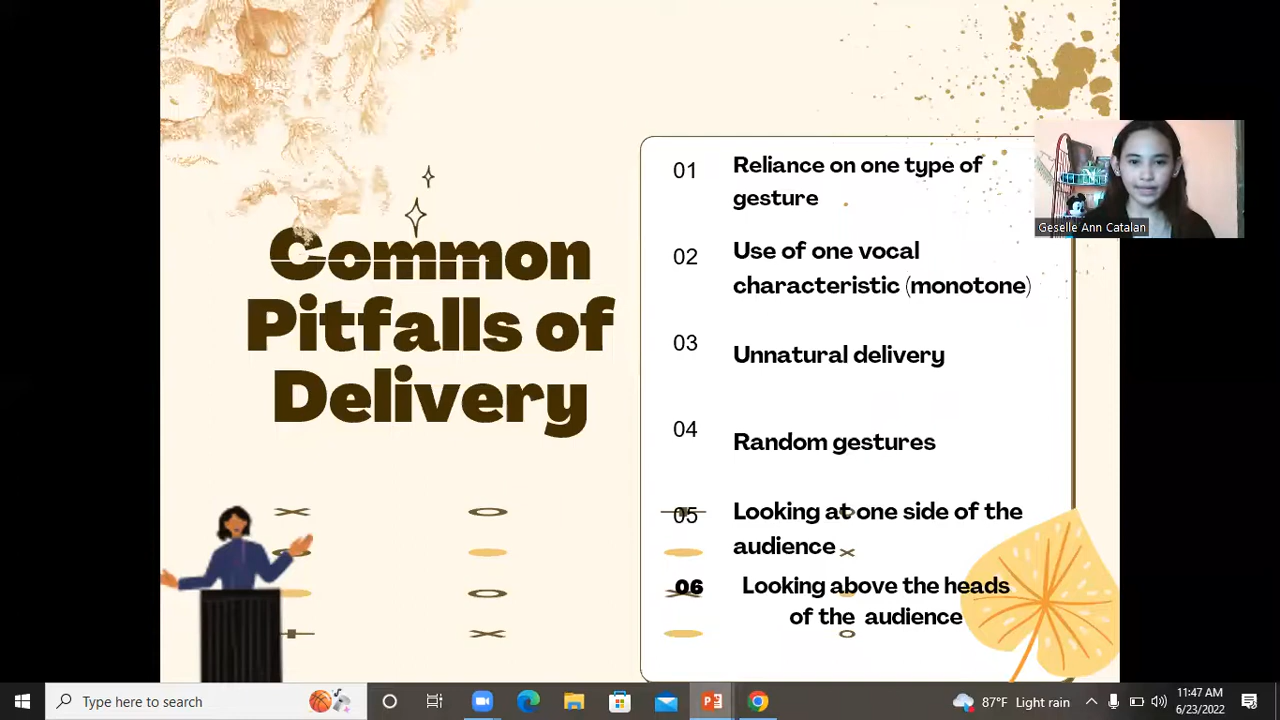 Common
Pitfalls of
Delivery
01
Reliance on one type of
gesture
02
Use of one vocal
characteristic (monotone)
03
Unnatural delivery
04
Random gestures
05
Looking at one side of the
audience
06
Looking above the heads
of the audience
Geselle Ann Catalan
Type here to search
87°F Light rain
11:47 AM
6/23/2022